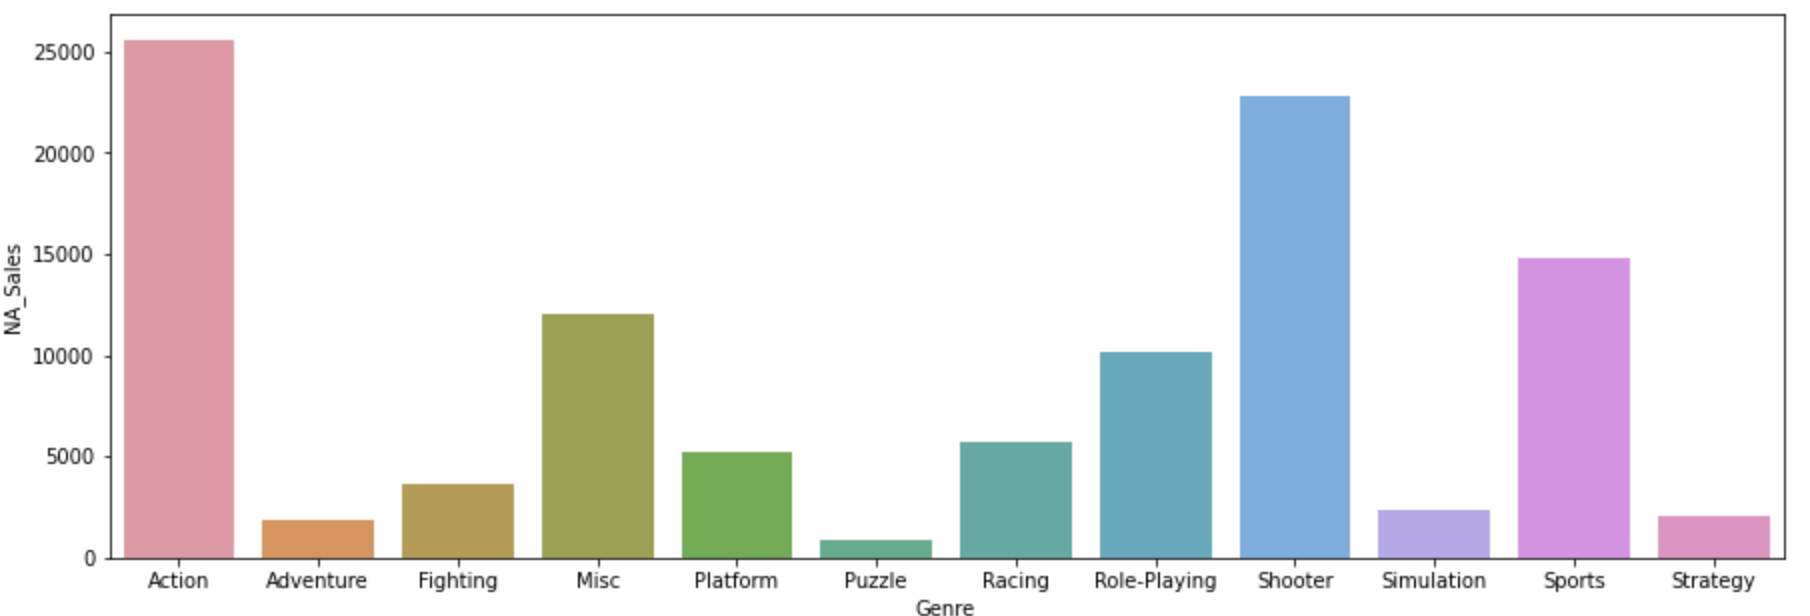 NA_Sales
25000
20000
15000
10000
5000
0
Action Adventure Fighting Misc Platform Puzzle Racing Role-Playing Shooter Simulation Sports Strategy
Genre